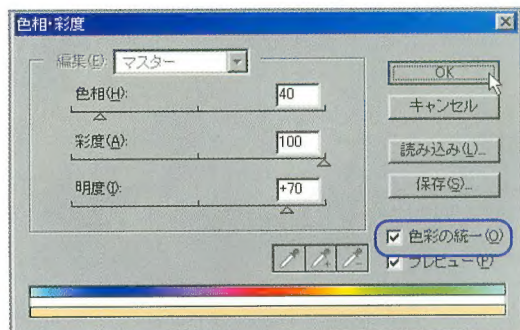 色相・彩度
編集(E): マスター
OK
色相(H): 40
キャンセル
彩度(A): 100
読み込み(L)...
明度(I): +70
保存(S)...
色彩の統一(O)
プレビュー(P)